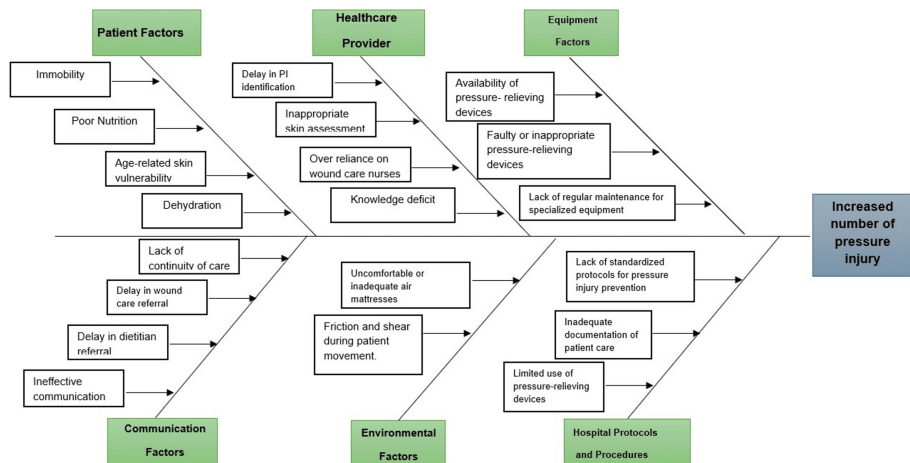 Patient Factors
Healthcare
Provider
Equipment
Factors
Immobility
Poor Nutrition
Age-related skin
vulnerability
Dehydration
Delay in PI
identification
Inappropriate
skin assessment
Over reliance on
wound care nurses
Knowledge deficit
Availability of
pressure- relieving
devices
Faulty or inappropriate
pressure-relieving
devices
Lack of regular maintenance for
specialized equipment
Increased
number of
pressure
injury
Lack of
continuity of care
Delay in wound
care referral
Delay in dietitian
referral
Ineffective
communication
Uncomfortable or
inadequate air
mattresses
Friction and shear
during patient
movement.
Lack of standardized
protocols for pressure
injury prevention
Inadequate
documentation of
patient care
Limited use of
pressure-relieving
devices
Communication
Factors
Environmental
Factors
Hospital Protocols
and Procedures